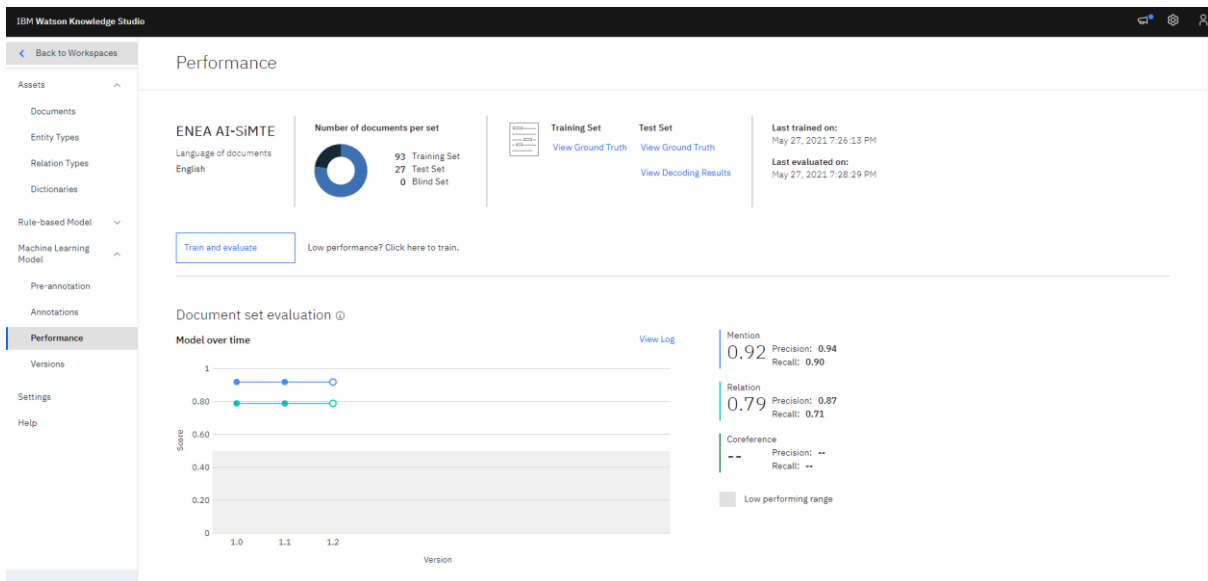 IBM Watson Knowledge Studio
Back to Workspaces
Assets
Documents
Entity Types
Relation Types
Dictionaries
Rule-based Model
Machine Learning
Model
Pre-annotation
Annotations
Performance
Versions
Settings
Help
Performance
ENEA AI-SiMTE
Language of documents
English
Number of documents per set
93 Training Set
27 Test Set
0 Blind Set
Training Set
View Ground Truth
Test Set
View Ground Truth
View Decoding Results
Last trained on:
May 27, 2021 7:26:13 PM
Last evaluated on:
May 27, 2021 7:28:29 PM
Train and evaluate
Low performance? Click here to train.
Document set evaluation
Model over time
View Log
Score
1
0.80
0.60
0.40
0.20
0
1.0 1.1 1.2
Version
Mention
0.92 Precision: 0.94
Recall: 0.90
Relation
0.79 Precision: 0.87
Recall: 0.71
Coreference
-- Precision: --
Recall: --
Low performing range